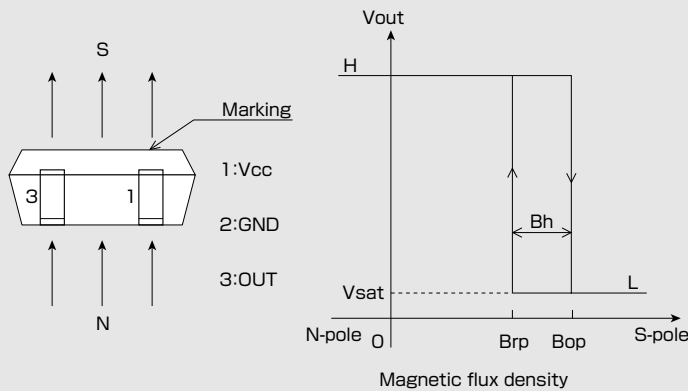 S
Marking
3
1
1:Vcc
2:GND
3:OUT
N
Vout
H
Bh
Vsat
L
N-pole
0
Brp
Bop
S-pole
Magnetic flux density